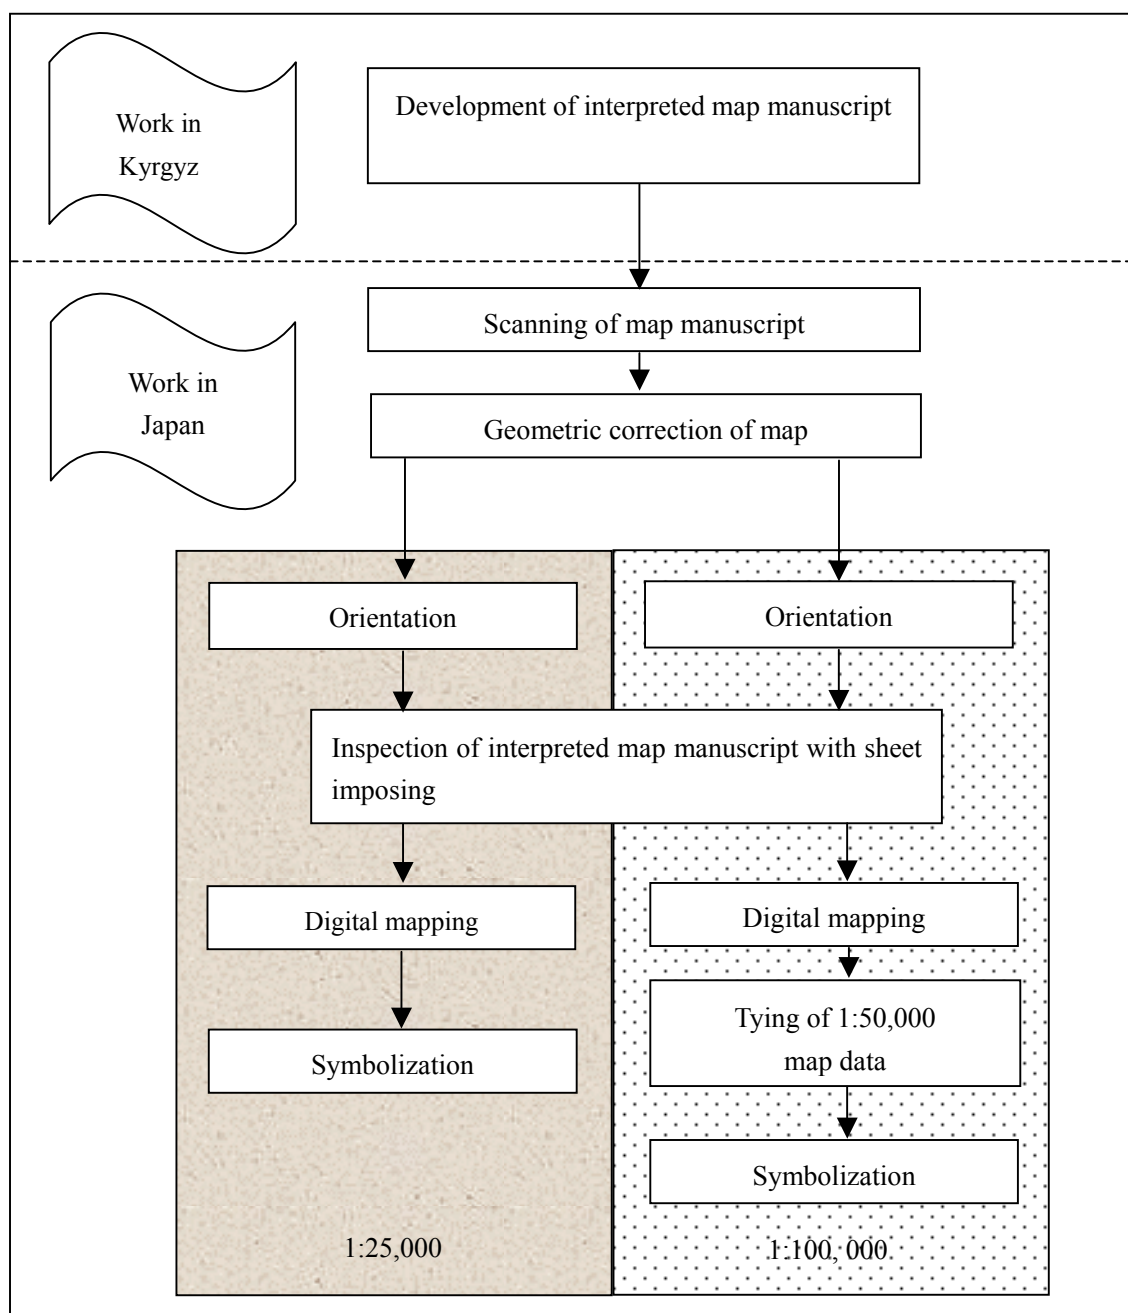 Work in
Kyrgyz
Development of interpreted map manuscript
Scanning of map manuscript
Work in
Japan
Geometric correction of map
Orientation
Orientation
Inspection of interpreted map manuscript with sheet
imposing
Digital mapping
Digital mapping
Tying of 1:50,000
map data
Symbolization
Symbolization
1:25,000
1:100, 000